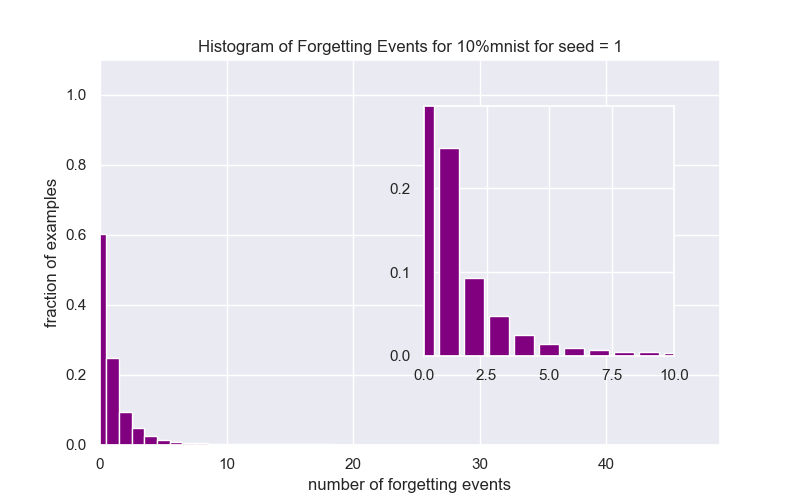 Histogram of Forgetting Events for 10%mnist for seed = 1
fraction of examples
1.0
0.8
0.6
0.4
0.2
0.0
0.2
0.1
0.0
0.0 2.5 5.0 7.5 10.0
0 10 20 30 40
number of forgetting events